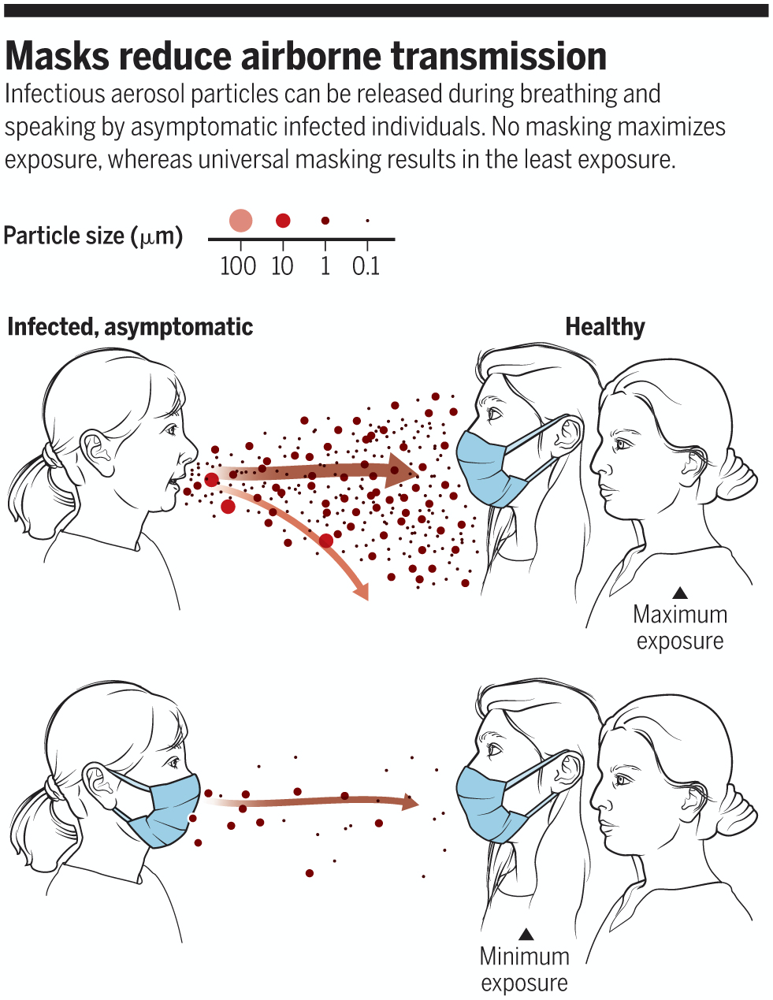 Masks reduce airborne transmission
Infectious aerosol particles can be released during breathing and
speaking by asymptomatic infected individuals. No masking maximizes
exposure, whereas universal masking results in the least exposure.
Particle size (μm)
100 10 1 0.1
Infected, asymptomatic
Healthy
Maximum
exposure
Minimum
exposure